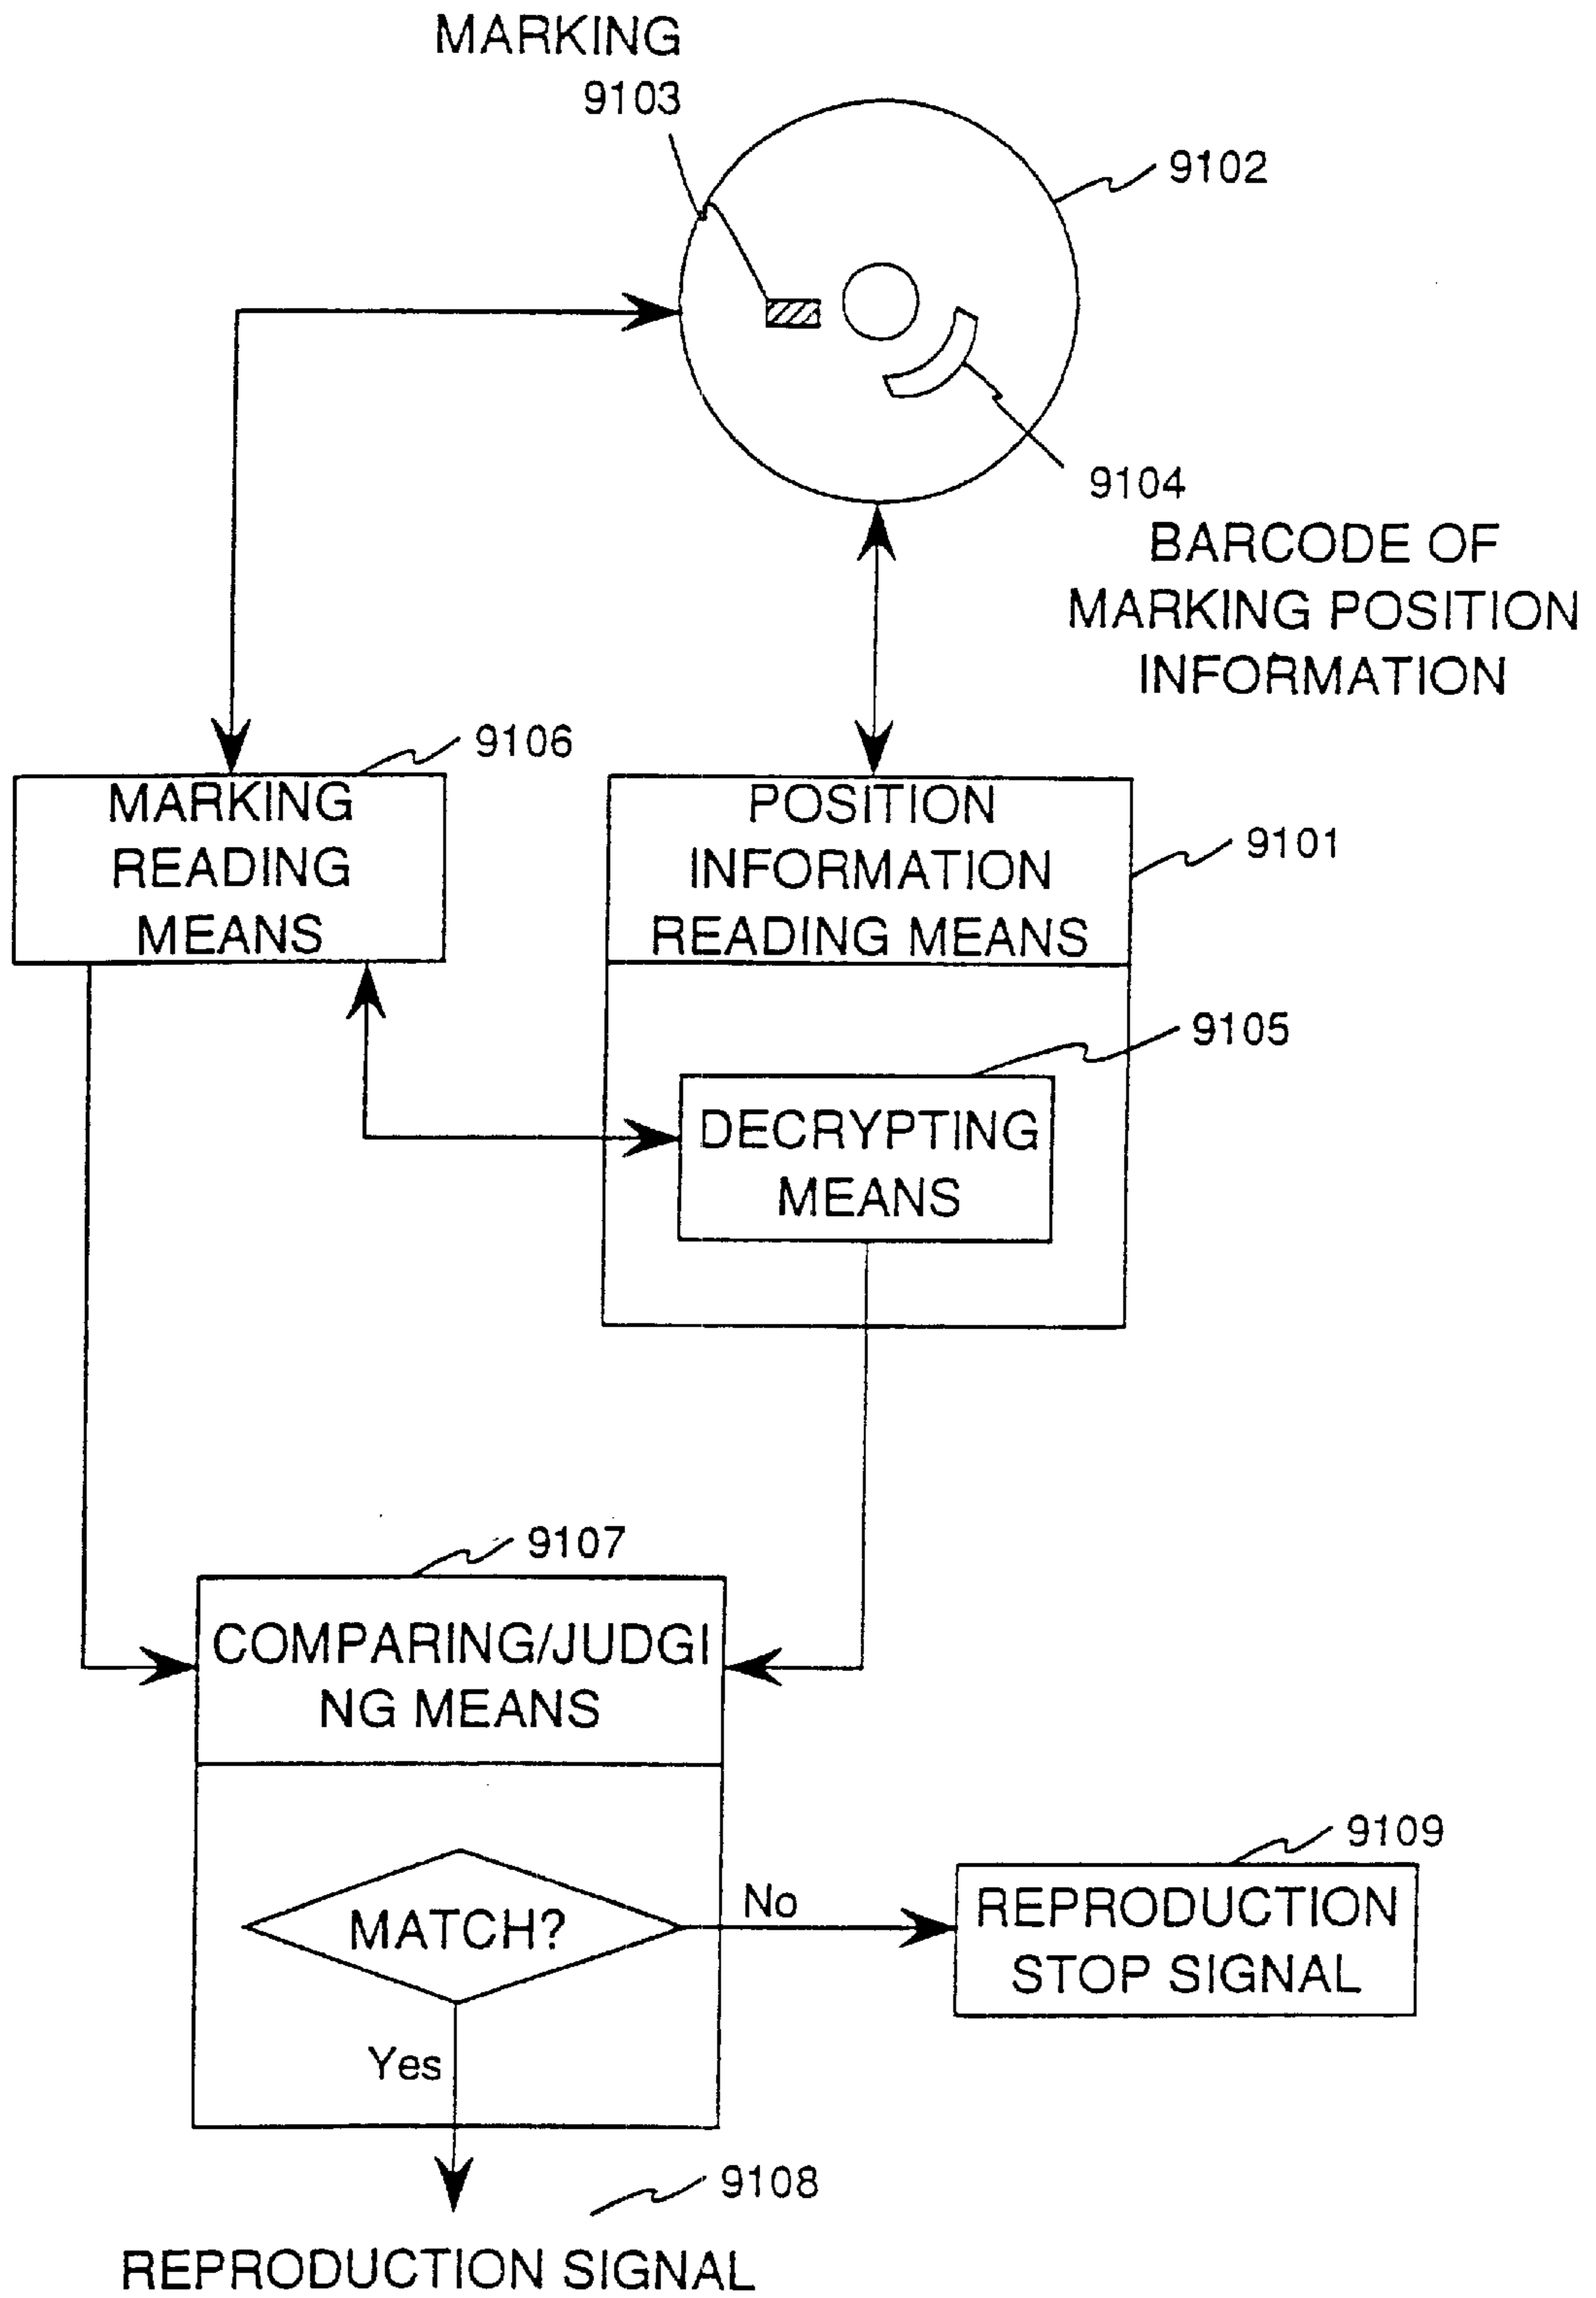 MARKING
9103
9102
9104
BARCODE OF
MARKING POSITION
INFORMATION
9106
MARKING
READING
MEANS
POSITION
INFORMATION
READING MEANS
9101
9105
DECRYPTING
MEANS
9107
COMPARING/JUDGI
NG MEANS
MATCH?
No
Yes
9109
REPRODUCTION
STOP SIGNAL
9108
REPRODUCTION SIGNAL